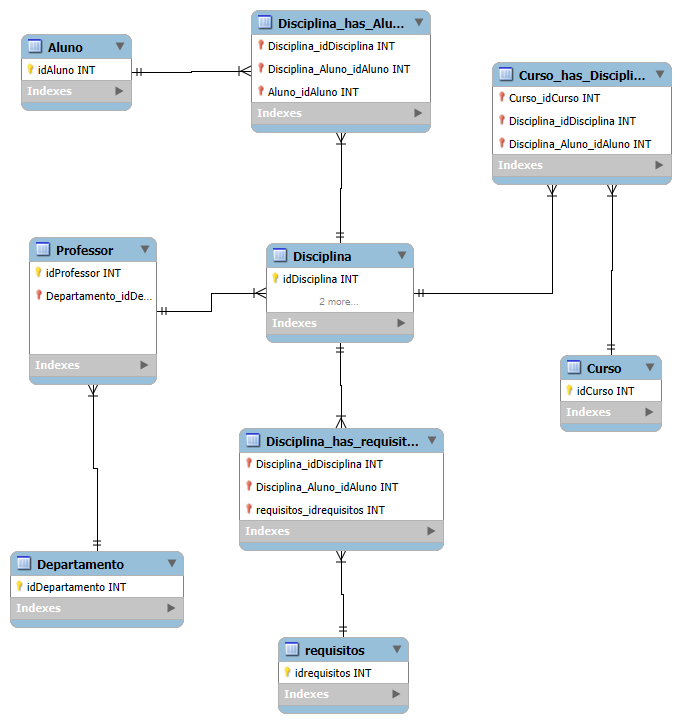 Aluno
idAluno INT
Indexes
Disciplina_has_Alu...
Disciplina_idDisciplina INT
Disciplina_Aluno_idAluno INT
Aluno_idAluno INT
Indexes
Curso_has_Discipli...
Curso_idCurso INT
Disciplina_idDisciplina INT
Disciplina_Aluno_idAluno INT
Indexes
Professor
idProfessor INT
Departamento_idDe...
Indexes
Disciplina
idDisciplina INT
2 more...
Indexes
Curso
idCurso INT
Indexes
Disciplina_has_requisit...
Disciplina_idDisciplina INT
Disciplina_Aluno_idAluno INT
requisitos_idrequisitos INT
Indexes
Departamento
idDepartamento INT
Indexes
requisitos
idrequisitos INT
Indexes